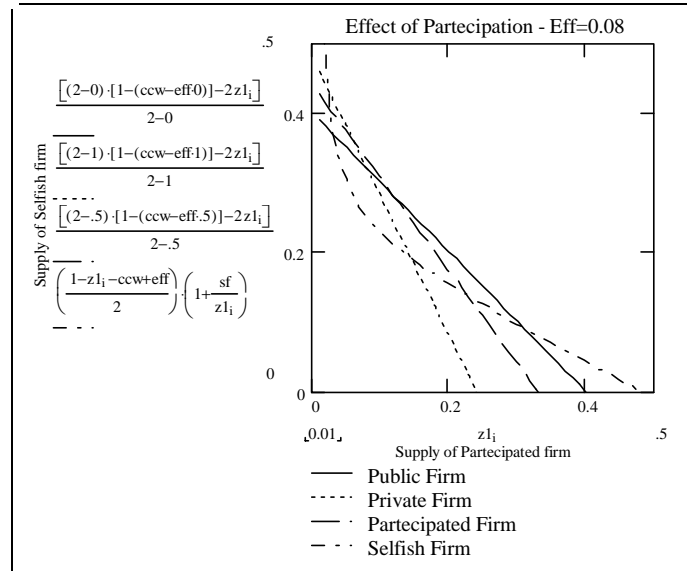 Effect of Partecipation - Eff=0.08
.5
Supply of Selfish firm
[(2−0)·[1−(ccw−eff·0)]−2z1i]
2−0
[(2−1)·[1−(ccw−eff·1)]−2z1i]
2−1
[(2−.5)·[1−(ccw−eff·.5)]−2z1i]
2−.5
(1−z1i−ccw+eff / 2)·(1+ sf / z1i)
0
0.4
0.2
0
0
0.2
0.4
0.01
z1i
.5
Supply of Partecipated firm
Public Firm
Private Firm
Partecipated Firm
Selfish Firm